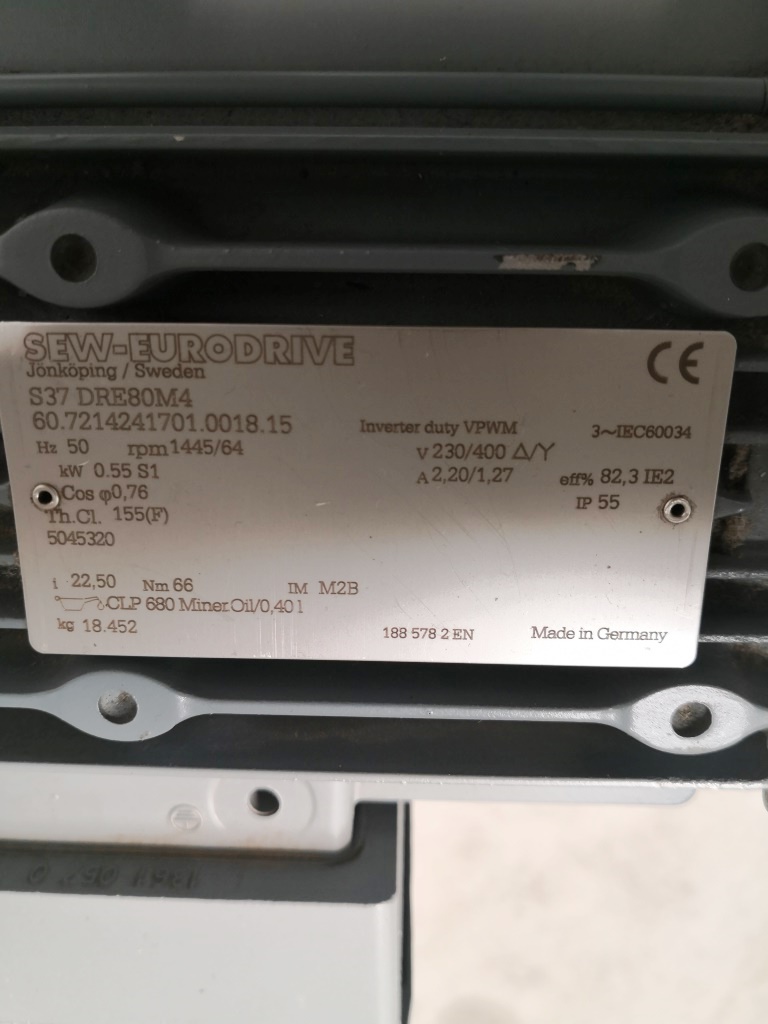 SEW-EURODRIVE
CE
Jönköping / Sweden
S37 DRE80M4
60.7214241701.0018.15 Inverter duty VPWM 3~IEC60034
Hz 50 rpm 1445/64 V 230/400 Δ/Y
kW 0.55 S1 A 2,20/1,27 eff% 82,3 IE2
Cos φ 0,76 IP 55
Th.Cl. 155(F)
5045320
i 22,50 Nm 66 IM M2B
CLP 680 Miner.Oil/0,40 l
kg 18.452 188 578 2 EN Made in Germany